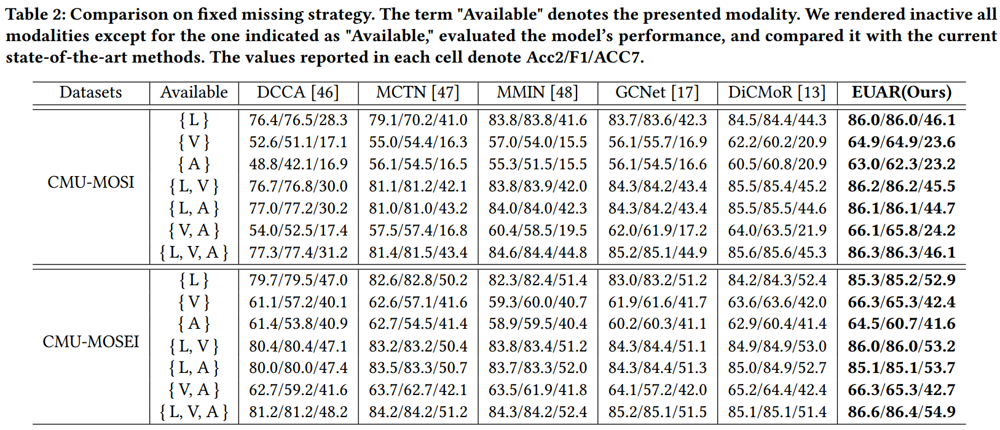 Table 2: Comparison on fixed missing strategy. The term "Available" denotes the presented modality. We rendered inactive all
modalities except for the one indicated as "Available," evaluated the model's performance, and compared it with the current
state-of-the-art methods. The values reported in each cell denote Acc2/F1/ACC7.
Datasets Available DCCA [46] MCTN [47] MMIN [48] GCNet [17] DiCMoR [13] EUAR(Ours)
CMU-MOSI
{ L } 76.4/76.5/28.3 79.1/70.2/41.0 83.8/83.8/41.6 83.7/83.6/42.3 84.5/84.4/44.3 86.0/86.0/46.1
{ V } 52.6/51.1/17.1 55.0/54.4/16.3 57.0/54.0/15.5 56.1/55.7/16.9 62.2/60.2/20.9 64.9/64.9/23.6
{ A } 48.8/42.1/16.9 56.1/54.5/16.5 55.3/51.5/15.5 56.1/54.5/16.6 60.5/60.8/20.9 63.0/62.3/23.2
{ L, V } 76.7/76.8/30.0 81.1/81.2/42.1 83.8/83.9/42.0 84.3/84.2/43.4 85.5/85.4/45.2 86.2/86.2/45.5
{ L, A } 77.0/77.2/30.2 81.0/81.0/43.2 84.0/84.0/42.3 84.3/84.2/43.4 85.5/85.5/44.6 86.1/86.1/44.7
{ V, A } 54.0/52.5/17.4 57.5/57.4/16.8 60.4/58.5/19.5 62.0/61.9/17.2 64.0/63.5/21.9 66.1/65.8/24.2
{ L, V, A } 77.3/77.4/31.2 81.4/81.5/43.4 84.6/84.4/44.8 85.2/85.1/44.9 85.6/85.6/45.3 86.3/86.3/46.1
CMU-MOSEI
{ L } 79.7/79.5/47.0 82.6/82.8/50.2 82.3/82.4/51.4 83.0/83.2/51.2 84.2/84.3/52.4 85.3/85.2/52.9
{ V } 61.1/57.2/40.1 62.6/57.1/41.6 59.3/60.0/40.7 61.9/61.6/41.7 63.6/63.6/42.0 66.3/65.3/42.4
{ A } 61.4/53.8/40.9 62.7/54.5/41.4 58.9/59.5/40.4 60.2/60.3/41.1 62.9/60.4/41.4 64.5/60.7/41.6
{ L, V } 80.4/80.4/47.1 83.2/83.2/50.4 83.8/83.4/51.2 84.3/84.4/51.1 84.9/84.9/53.0 86.0/86.0/53.2
{ L, A } 80.0/80.0/47.4 83.5/83.3/50.7 83.7/83.3/52.0 84.3/84.4/51.3 85.0/84.9/52.7 85.1/85.1/53.7
{ V, A } 62.7/59.2/41.6 63.7/62.7/42.1 63.5/61.9/41.8 64.1/57.2/42.0 65.2/64.4/42.4 66.3/65.3/42.7
{ L, V, A } 81.2/81.2/48.2 84.2/84.2/51.2 84.3/84.2/52.4 85.2/85.1/51.5 85.1/85.1/51.4 86.6/86.4/54.9